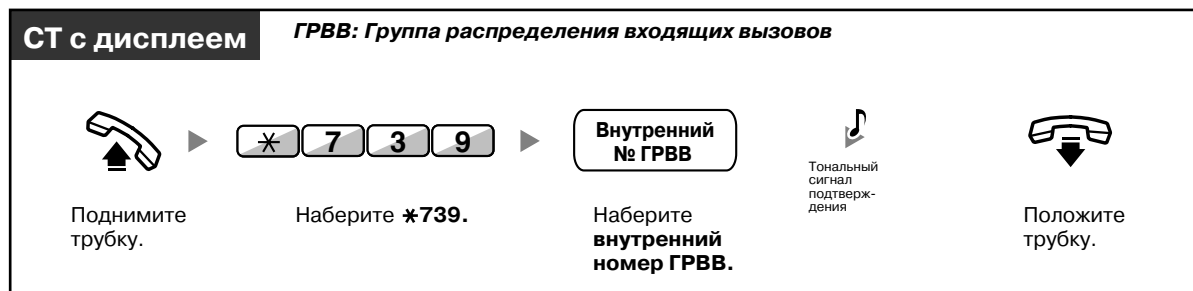 СТ с дисплеем
ГРВВ: Группа распределения входящих вызовов
✳ 7 3 9
Внутренний
№ ГРВВ
Тональный
сигнал
подтверж-
дения
Поднимите
трубку.
Наберите ✳739.
Наберите
внутренний
номер ГРВВ.
Положите
трубку.